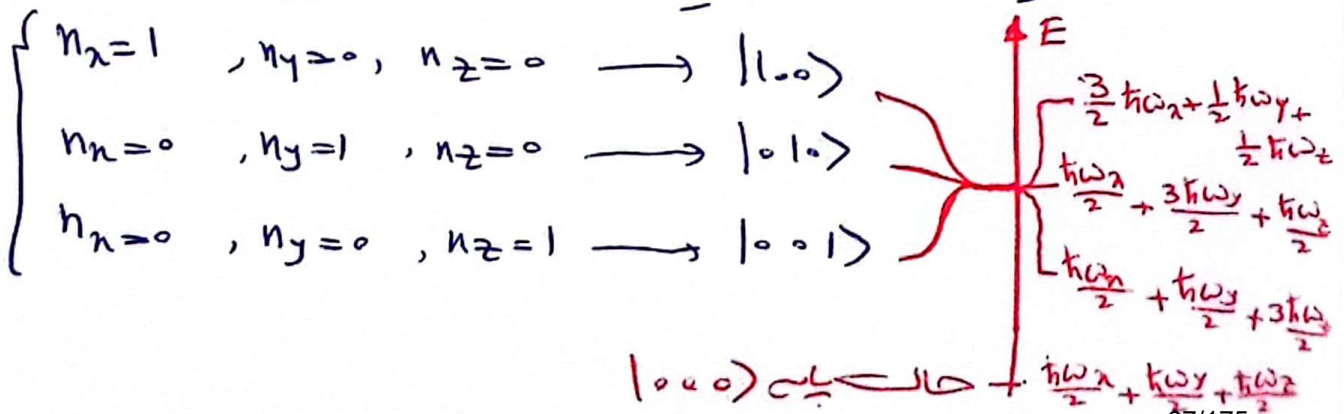 n_x=1 , n_y=0 , n_z=0 → |100⟩
n_x=0 , n_y=1 , n_z=0 → |010⟩
n_x=0 , n_y=0 , n_z=1 → |001⟩
E
3/2 ħω_x + 1/2 ħω_y +
1/2 ħω_z
ħω_x/2 + 3ħω_y/2 + ħω_z/2
ħω_x/2 + ħω_y/2 + 3ħω/2
حالت پایه |000⟩
ħω_x/2 + ħω_y/2 + ħω_z/2